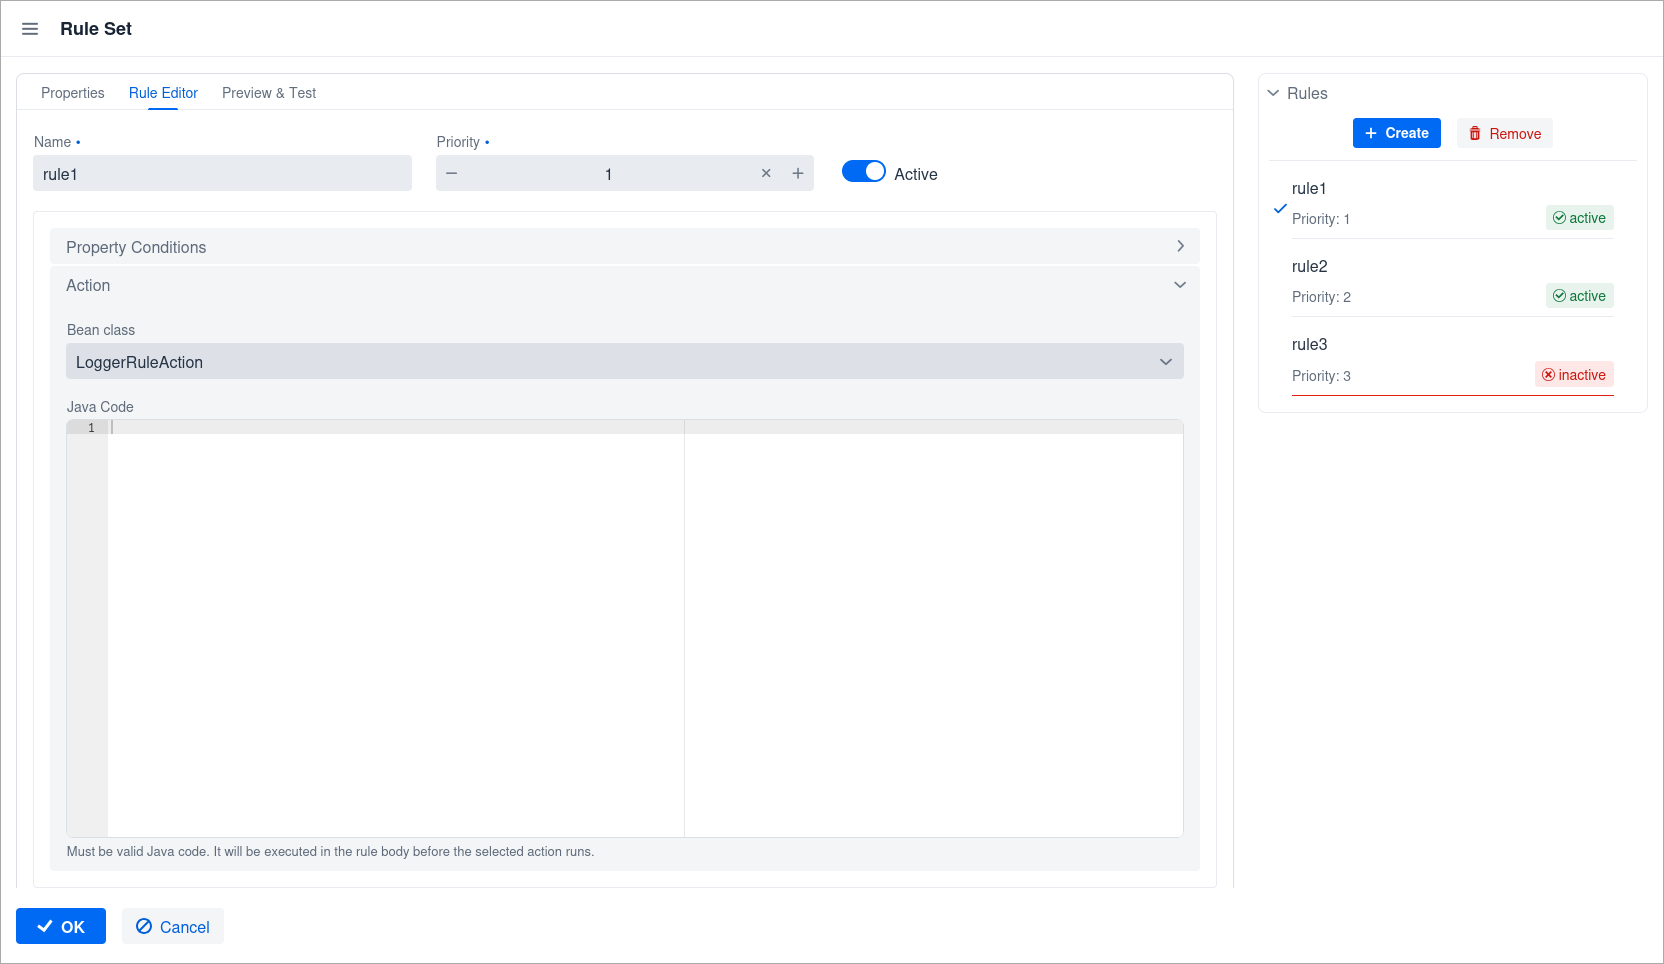 Rule Set
Properties
Rule Editor
Preview & Test
Name •
Priority •
rule1
1
Active
Property Conditions
Action
Bean class
LoggerRuleAction
Java Code
1
Must be valid Java code. It will be executed in the rule body before the selected action runs.
OK
Cancel
Rules
Create
Remove
rule1
Priority: 1
active
rule2
Priority: 2
active
rule3
Priority: 3
inactive